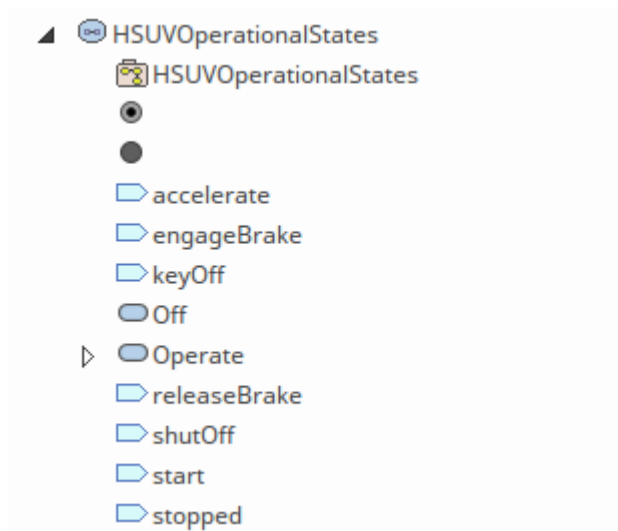 HSUVOperationalStates
HSUVOperationalStates
accelerate
engageBrake
keyOff
Off
Operate
releaseBrake
shutOff
start
stopped